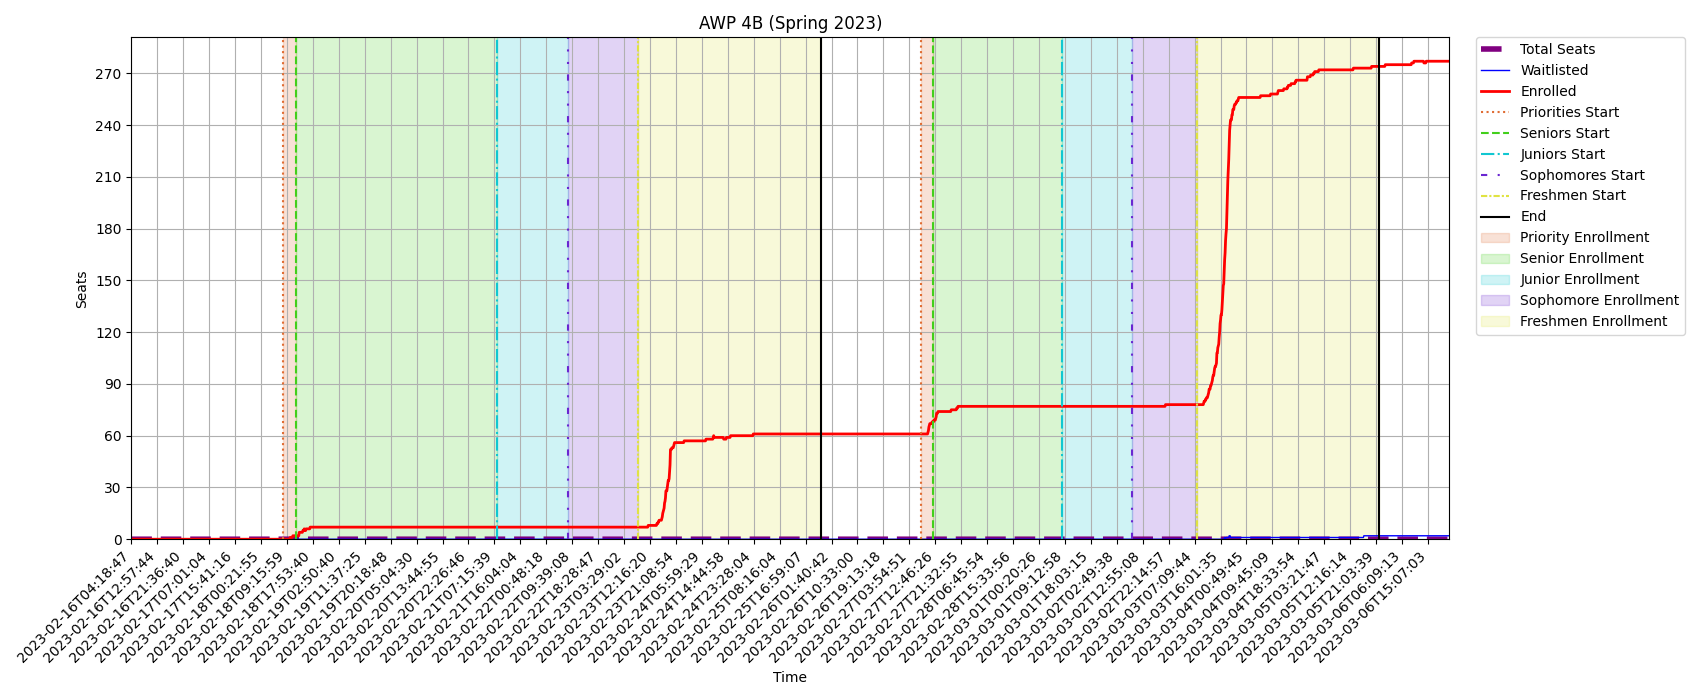 AWP 4B (Spring 2023)
Seats
270
240
210
180
150
120
90
60
30
0
2023-02-16T04:18:47
2023-02-16T12:57:44
2023-02-16T21:36:40
2023-02-17T07:01:04
2023-02-17T15:41:16
2023-02-18T00:21:55
2023-02-18T09:15:59
2023-02-18T17:53:40
2023-02-19T02:50:40
2023-02-19T11:37:25
2023-02-19T20:18:48
2023-02-20T05:04:30
2023-02-20T13:44:55
2023-02-20T22:26:46
2023-02-21T07:15:39
2023-02-21T16:04:04
2023-02-22T00:48:18
2023-02-22T09:39:08
2023-02-22T18:28:47
2023-02-23T03:29:02
2023-02-23T12:16:20
2023-02-23T21:08:54
2023-02-24T05:59:29
2023-02-24T14:44:58
2023-02-24T23:28:04
2023-02-25T08:16:04
2023-02-25T16:59:07
2023-02-26T01:40:42
2023-02-26T10:33:00
2023-02-26T19:13:18
2023-02-27T03:54:51
2023-02-27T12:46:26
2023-02-27T21:32:55
2023-02-28T06:45:54
2023-02-28T15:33:56
2023-03-01T00:20:26
2023-03-01T09:12:58
2023-03-01T18:03:15
2023-03-02T02:49:38
2023-03-02T12:55:08
2023-03-02T22:14:57
2023-03-03T07:09:44
2023-03-03T16:01:35
2023-03-04T00:49:45
2023-03-04T09:45:09
2023-03-04T18:33:54
2023-03-05T03:21:47
2023-03-05T12:16:14
2023-03-05T21:03:39
2023-03-06T06:09:13
2023-03-06T15:07:03
Time
Total Seats
Waitlisted
Enrolled
Priorities Start
Seniors Start
Juniors Start
Sophomores Start
Freshmen Start
End
Priority Enrollment
Senior Enrollment
Junior Enrollment
Sophomore Enrollment
Freshmen Enrollment